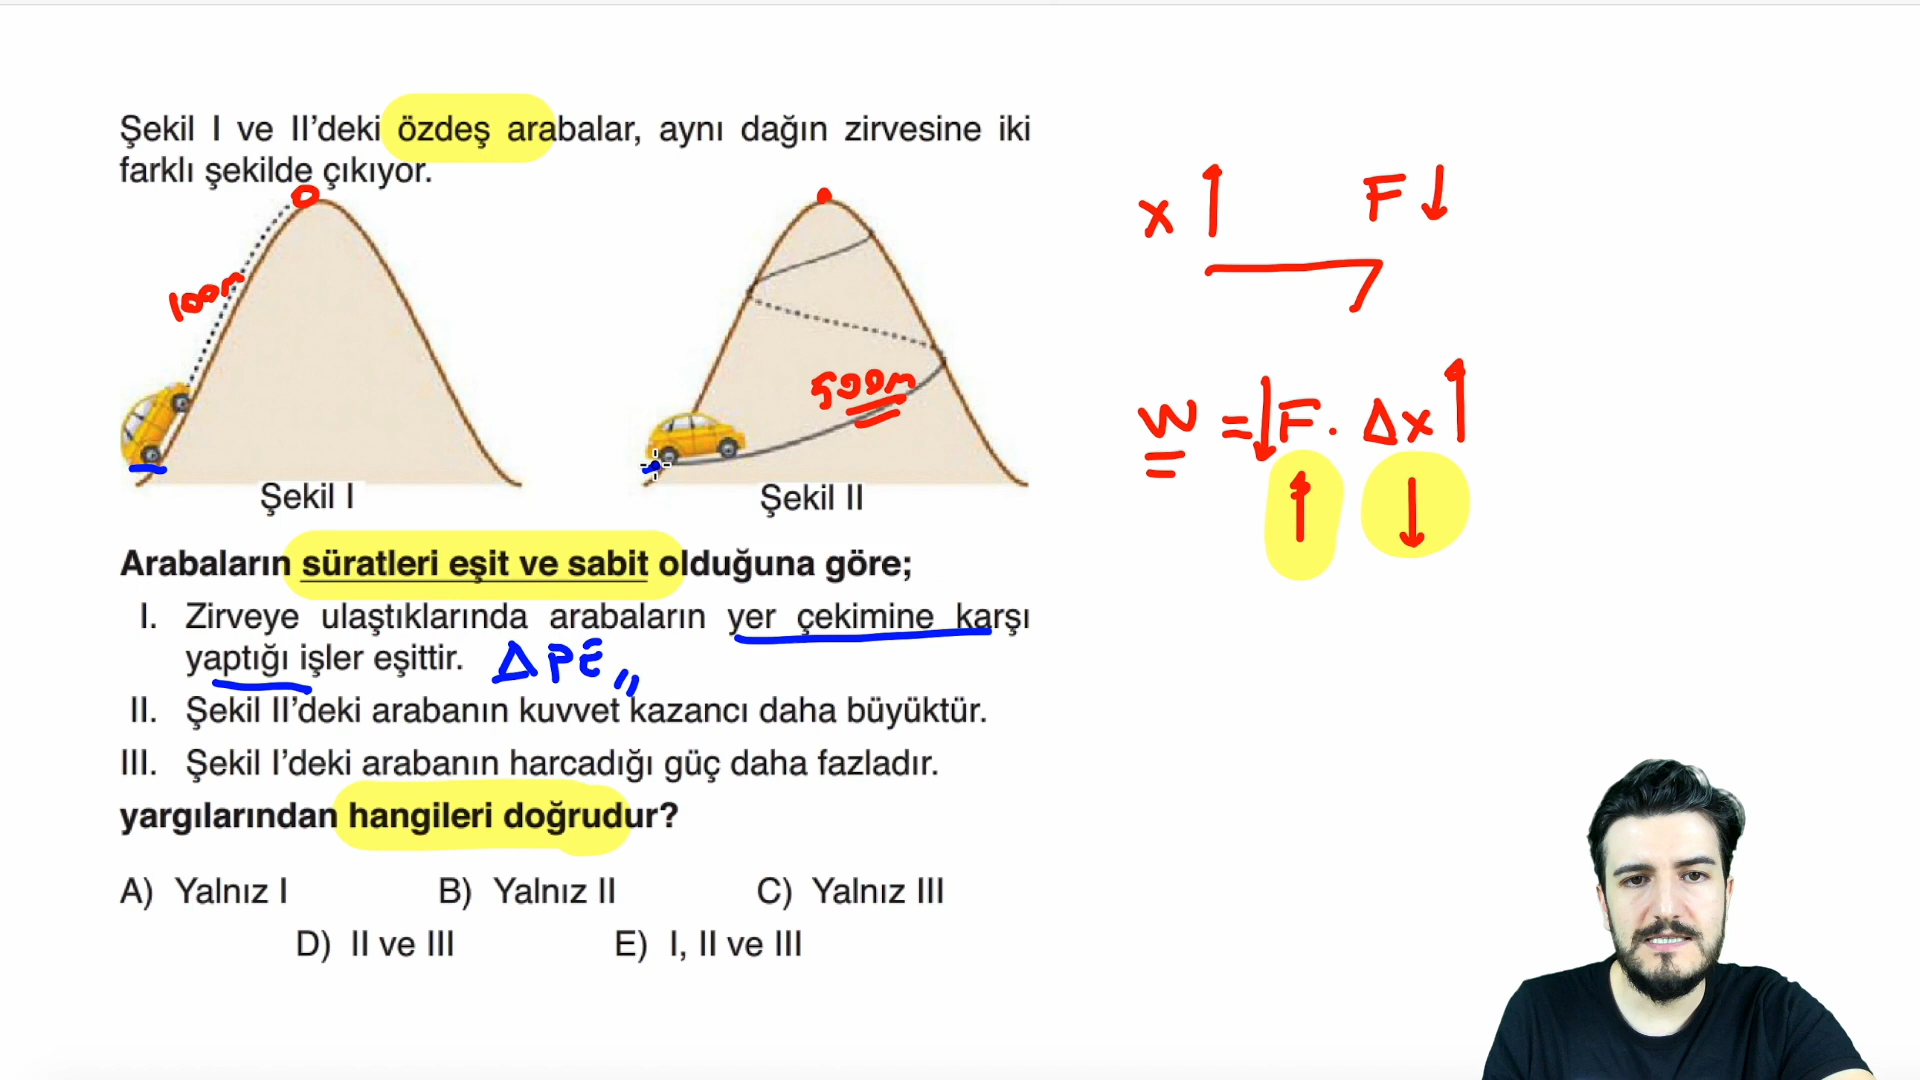 Şekil I ve II'deki özdeş arabalar, aynı dağın zirvesine iki
farklı şekilde çıkıyor.
100m
500m
Şekil I
Şekil II
x F
W = F . Δx
Arabaların süratleri eşit ve sabit olduğuna göre;
I. Zirveye ulaştıklarında arabaların yer çekimine karşı
yaptığı işler eşittir. ΔPE
II. Şekil II'deki arabanın kuvvet kazancı daha büyüktür.
III. Şekil I'deki arabanın harcadığı güç daha fazladır.
yargılarından hangileri doğrudur?
A) Yalnız I B) Yalnız II C) Yalnız III
D) II ve III E) I, II ve III